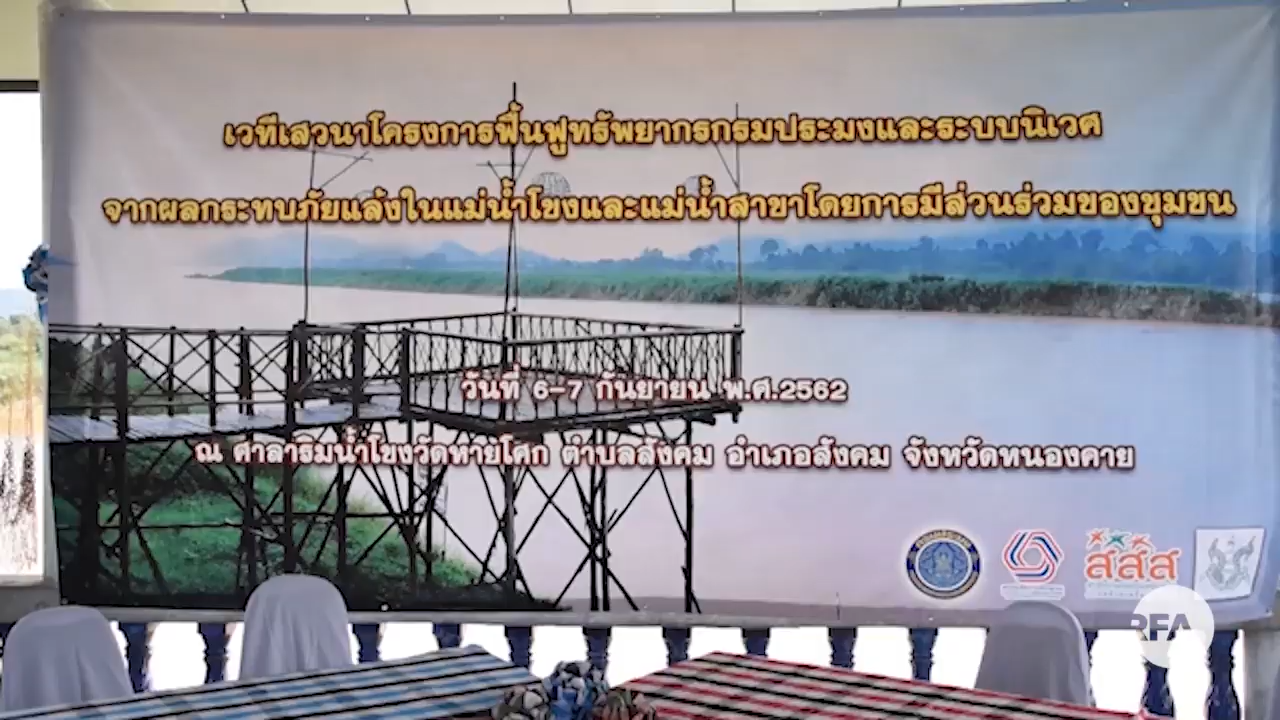 เวทีเสวนาโครงการฟื้นฟูทรัพยากรกรมประมงและระบบนิเวศ
จากผลกระทบภัยแล้งในแม่น้ำโขงและแม่น้ำสาขาโดยการมีส่วนร่วมของชุมชน
วันที่ 6-7 กันยายน พ.ศ.2562
ณ ศาลาริมน้ำโขงวัดหายโศก ตำบลสังคม อำเภอสังคม จังหวัดหนองคาย
สสส
RFA